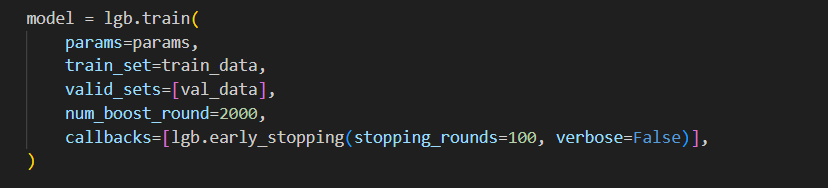 model = lgb.train(
    params=params,
    train_set=train_data,
    valid_sets=[val_data],
    num_boost_round=2000,
    callbacks=[lgb.early_stopping(stopping_rounds=100, verbose=False)],
)